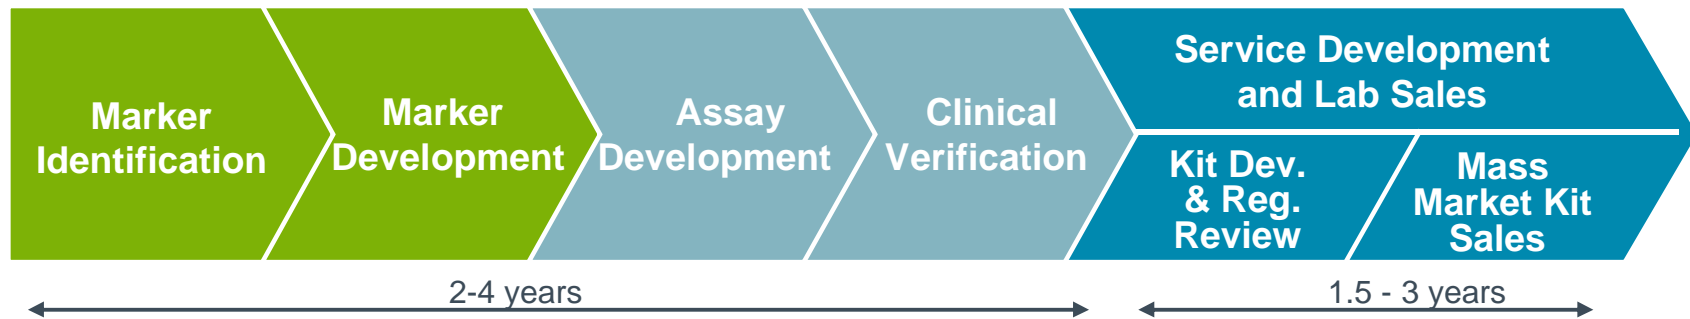 Marker
Identification
Marker
Development
Assay
Development
Clinical
Verification
Service Development
and Lab Sales
Kit Dev.
& Reg.
Review
Mass
Market Kit
Sales
2-4 years
1.5 - 3 years